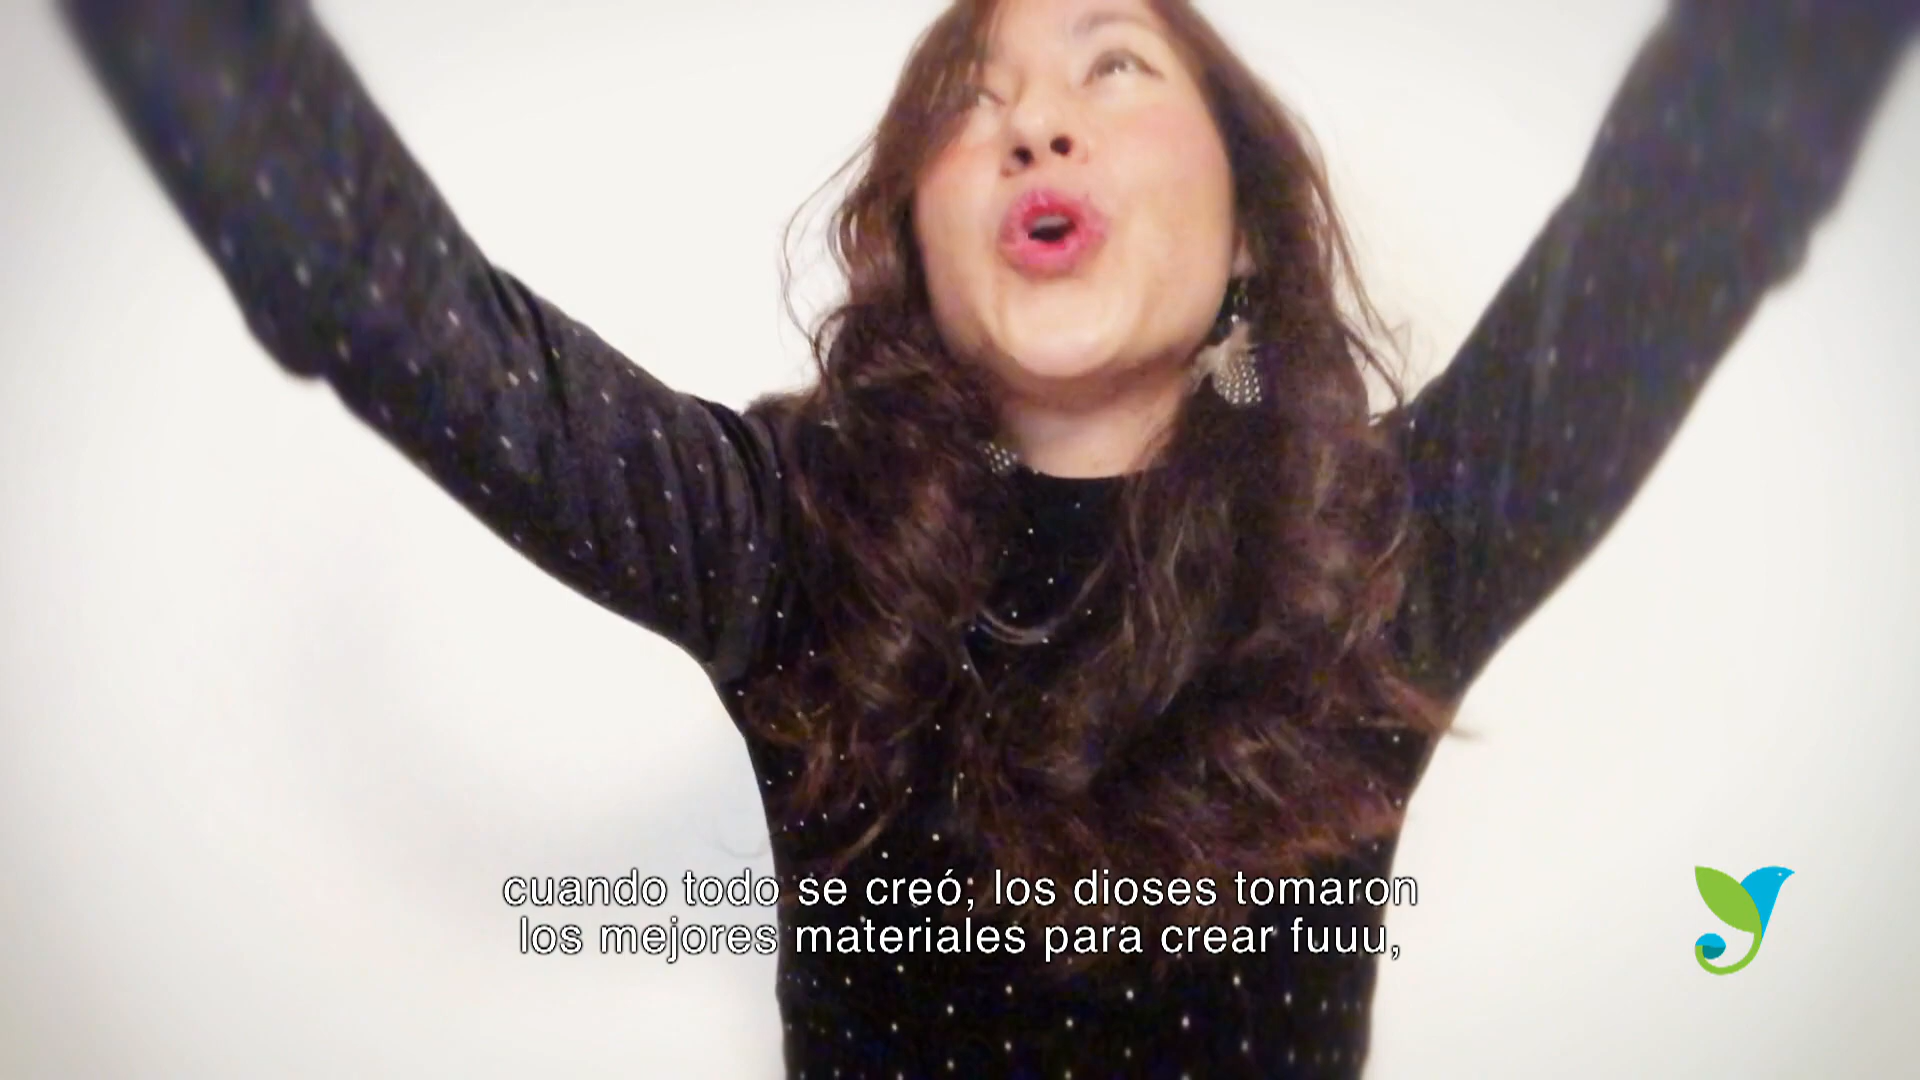 cuando todo se creó, los dioses tomaron
los mejores materiales para crear fuuu,